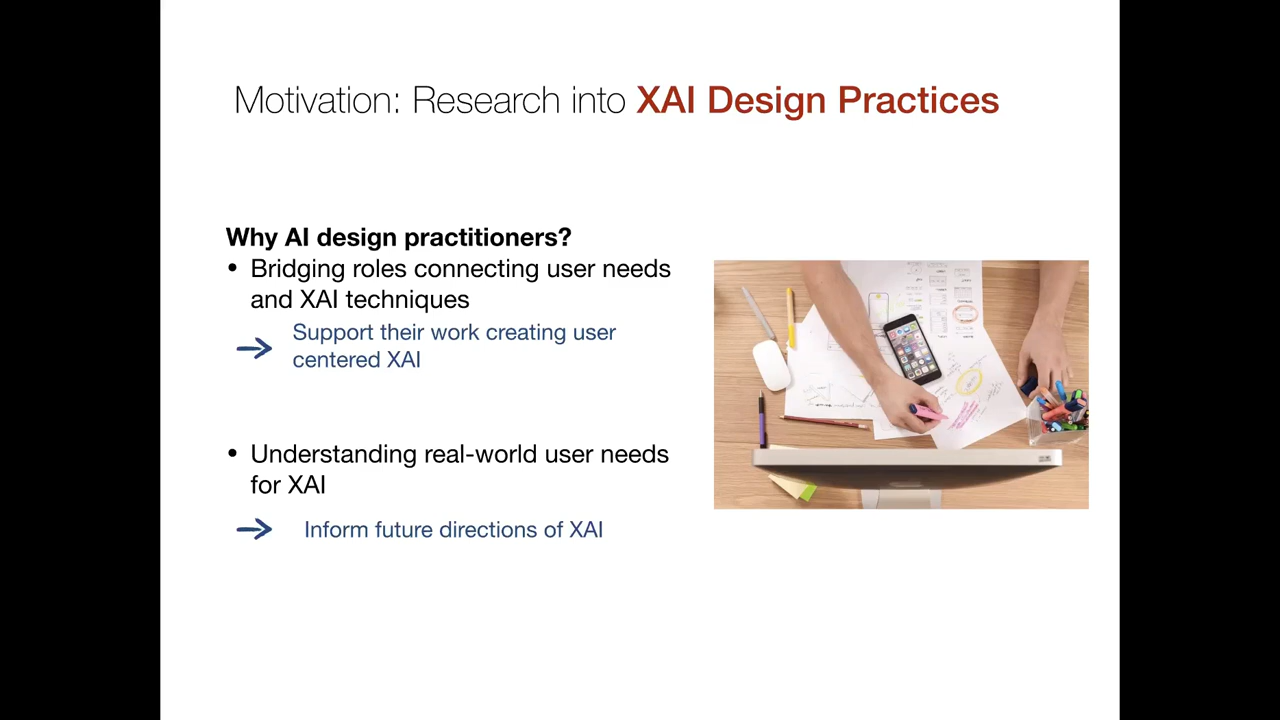 Motivation: Research into XAI Design Practices
Why AI design practitioners?
• Bridging roles connecting user needs
and XAI techniques
Support their work creating user
centered XAI
• Understanding real-world user needs
for XAI
Inform future directions of XAI